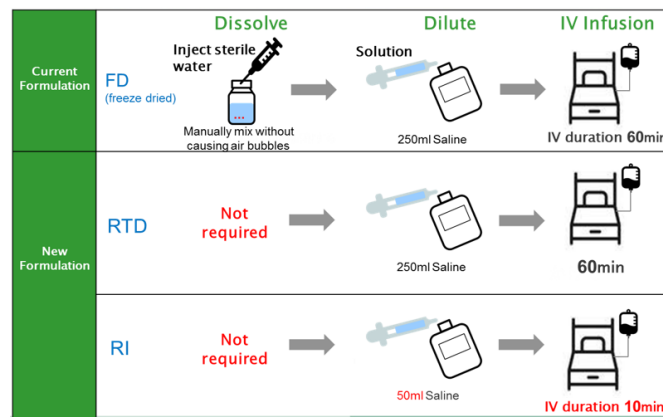 Dissolve
Dilute
IV Infusion
Current
Formulation
FD
(freeze dried)
Inject sterile
water
Manually mix without
causing air bubbles
Solution
250ml Saline
IV duration 60min
New
Formulation
RTD
Not
required
250ml Saline
60min
RI
Not
required
50ml Saline
IV duration 10min